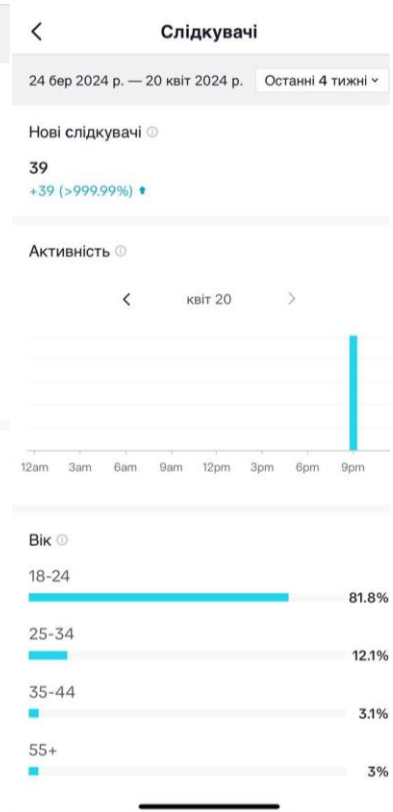 Слідкувачі
24 бер 2024 р. — 20 квіт 2024 р. Останні 4 тижні
Нові слідкувачі
39
+39 (>999.99%)
Активність
квіт 20
12am 3am 6am 9am 12pm 3pm 6pm 9pm
Вік
18-24
81.8%
25-34
12.1%
35-44
3.1%
55+
3%